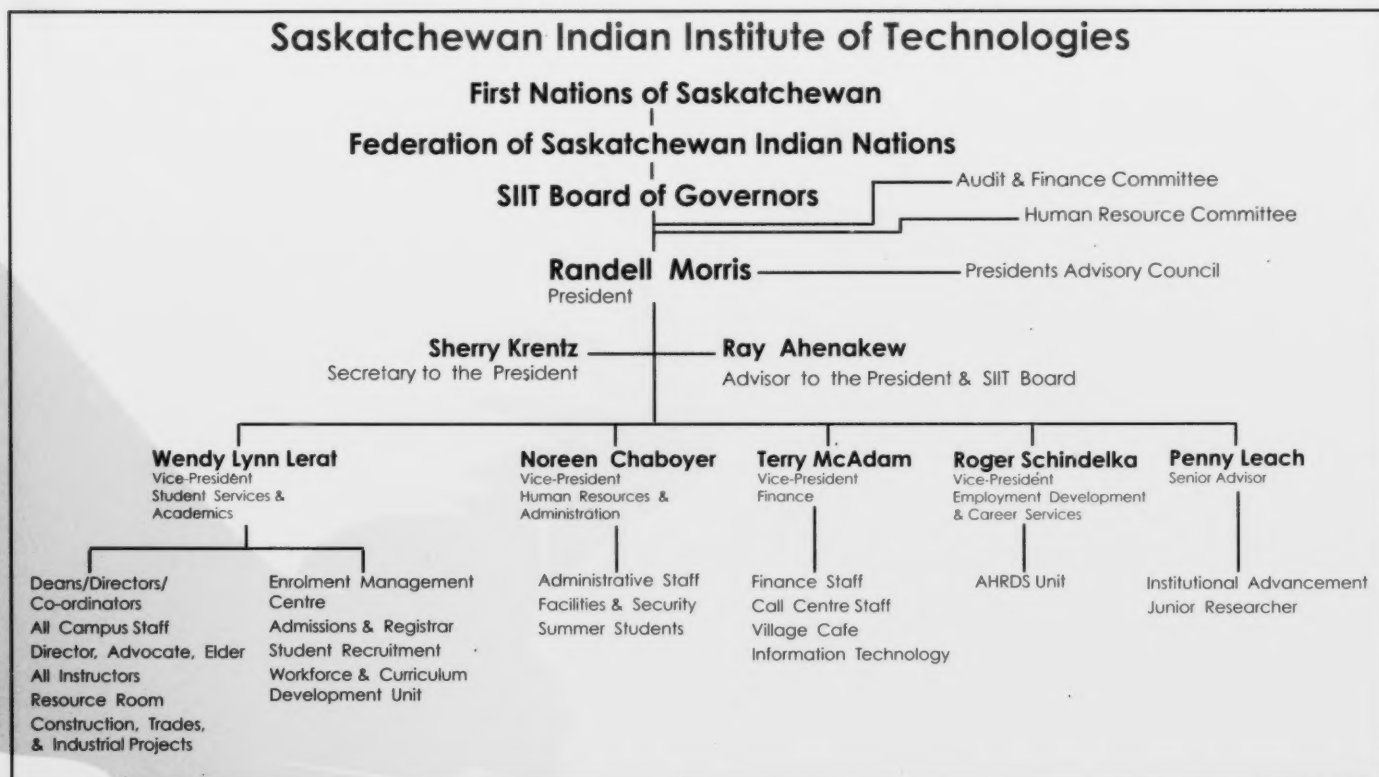 Saskatchewan Indian Institute of Technologies
First Nations of Saskatchewan
Federation of Saskatchewan Indian Nations
SIIT Board of Governors
Audit & Finance Committee
Human Resource Committee
Randell Morris
President
Presidents Advisory Council
Sherry Krentz
Secretary to the President
Ray Ahenakew
Advisor to the President & SIIT Board
Wendy Lynn Lerat
Vice-President
Student Services &
Academics
Deans/Directors/
Co-ordinators
All Campus Staff
Director, Advocate, Elder
All Instructors
Resource Room
Construction, Trades,
& Industrial Projects
Enrolment Management
Centre
Admissions & Registrar
Student Recruitment
Workforce & Curriculum
Development Unit
Noreen Chaboyer
Vice-President
Human Resources &
Administration
Administrative Staff
Facilities & Security
Summer Students
Terry McAdam
Vice-President
Finance
Finance Staff
Call Centre Staff
Village Cafe
Information Technology
Roger Schindelka
Vice-President
Employment Development
& Career Services
AHRDS Unit
Penny Leach
Senior Advisor
Institutional Advancement
Junior Researcher